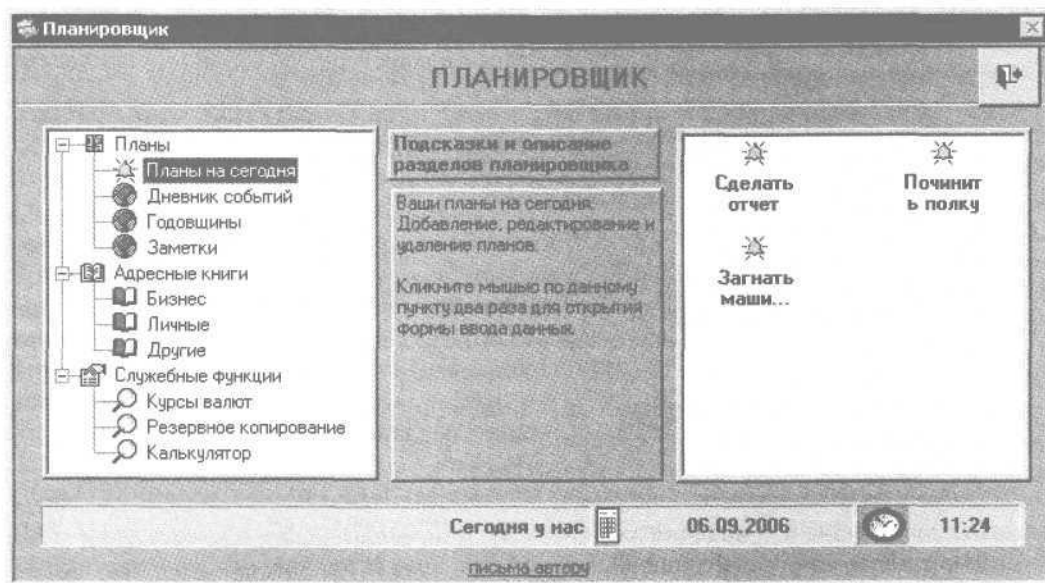 Планировщик
ПЛАНИРОВЩИК
Планы
Планы на сегодня
Дневник событий
Годовщины
Заметки
Адресные книги
Бизнес
Личные
Другие
Служебные функции
Курсы валют
Резервное копирование
Калькулятор
Подсказки и описание
разделов планировщика
Ваши планы на сегодня.
Добавление, редактирование и
удаление планов.
Кликните мышью по данному
пункту два раза для открытия
формы ввода данных.
Сделать
отчет
Починит
ь полку
Загнать
маши...
Сегодня у нас
06.09.2006
11:24
письмо автору